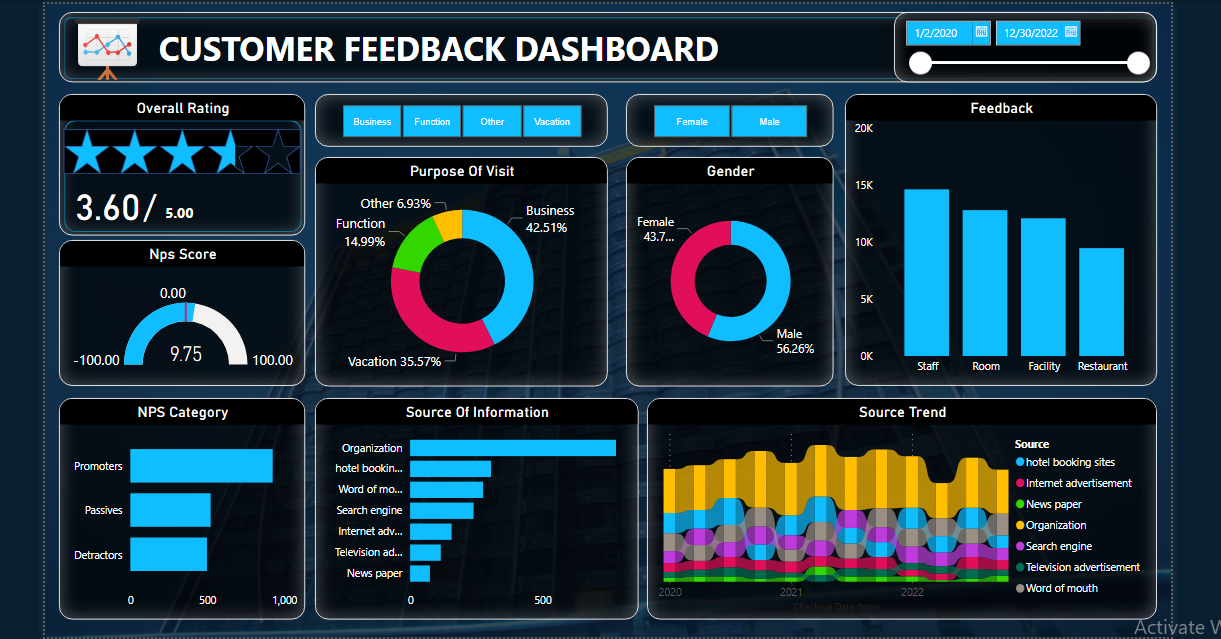 CUSTOMER FEEDBACK DASHBOARD
1/2/2020
12/30/2022
Overall Rating
3.60/ 5.00
Business
Function
Other
Vacation
Female
Male
Feedback
20K
15K
10K
5K
0K
Staff
Room
Facility
Restaurant
Purpose Of Visit
Other 6.93%
Function
14.99%
Business
42.51%
Vacation 35.57%
Gender
Female
43.7...
Male
56.26%
Nps Score
0.00
-100.00
9.75
100.00
NPS Category
Promoters
Passives
Detractors
0
500
1,000
Source Of Information
Organization
hotel bookin...
Word of mo...
Search engine
Internet adv...
Television ad...
News paper
0
500
Source Trend
2020
2021
2022
Checkout Date (bins)
Source
hotel booking sites
Internet advertisement
News paper
Organization
Search engine
Television advertisement
Word of mouth
Activate W